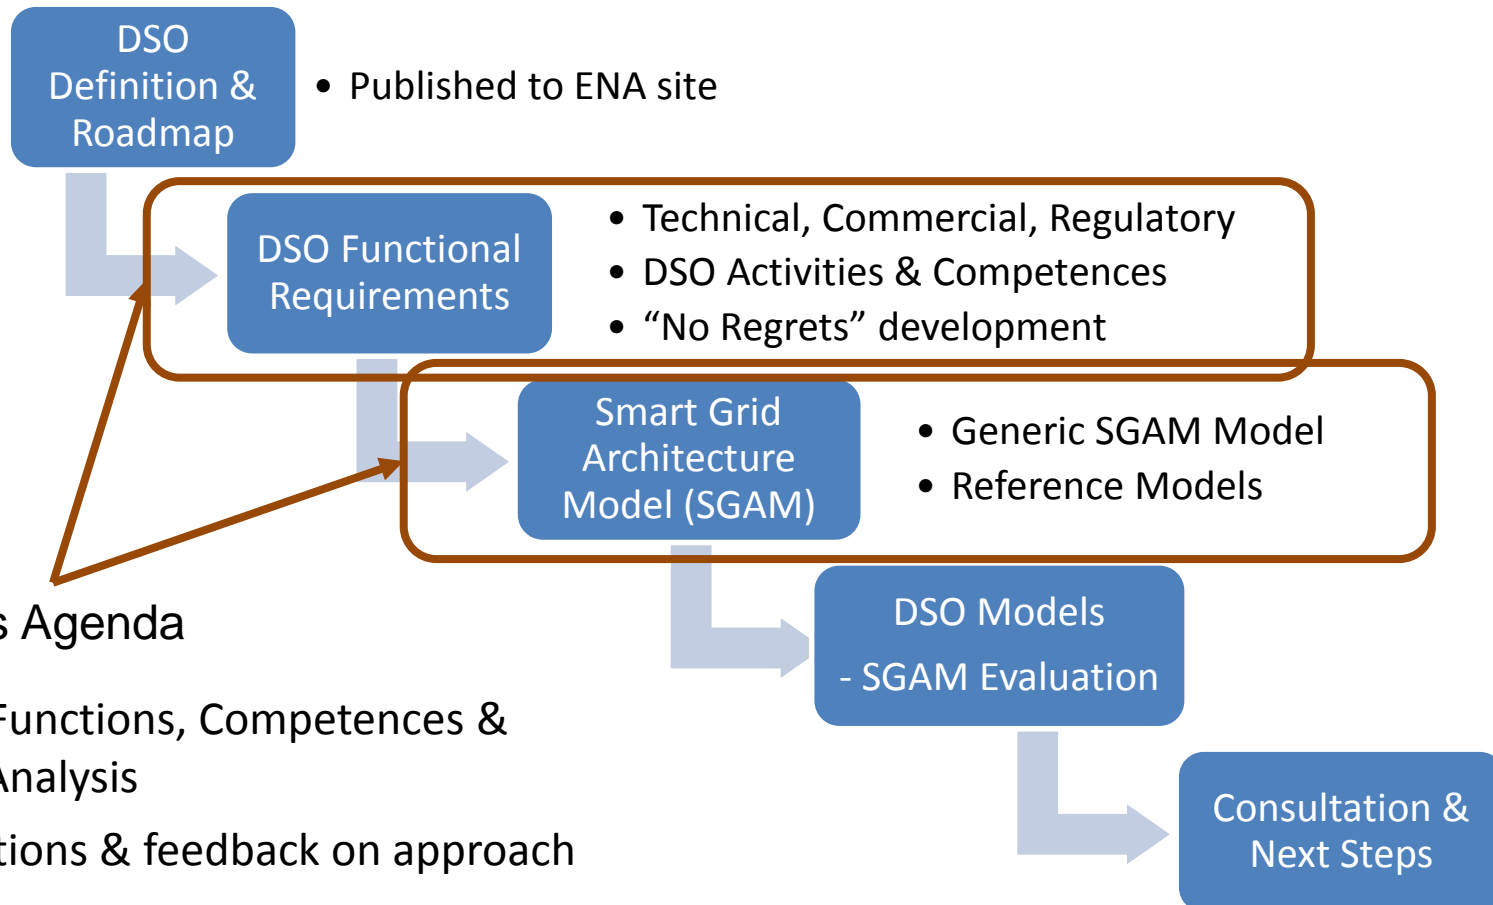 DSO
Definition &
Roadmap
• Published to ENA site
DSO Functional
Requirements
• Technical, Commercial, Regulatory
• DSO Activities & Competences
• “No Regrets” development
Smart Grid
Architecture
Model (SGAM)
• Generic SGAM Model
• Reference Models
DSO Models
- SGAM Evaluation
Consultation &
Next Steps
s Agenda
Functions, Competences &
Analysis
tions & feedback on approach